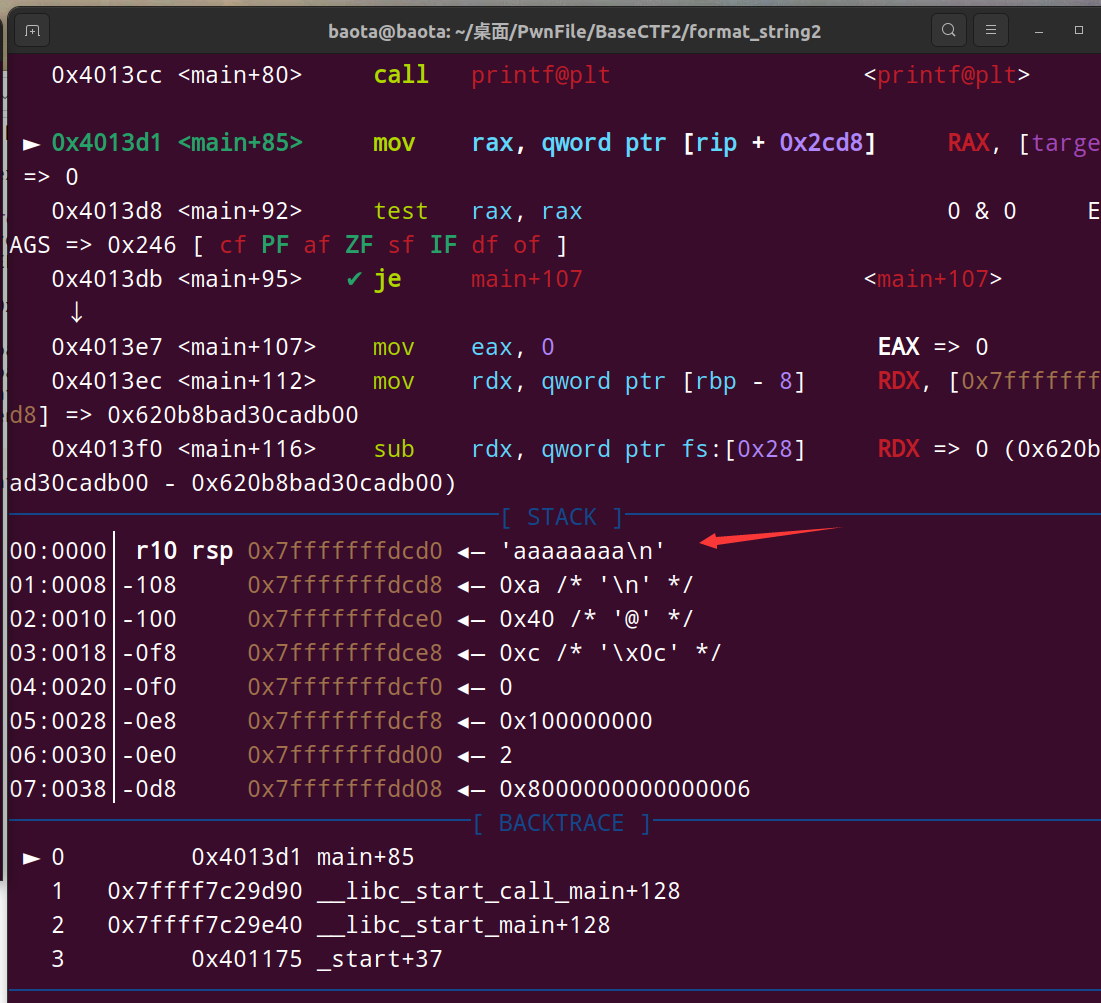 baota@baota: ~/桌面/PwnFile/BaseCTF2/format_string2
0x4013cc <main+80> call printf@plt <printf@plt>
► 0x4013d1 <main+85> mov rax, qword ptr [rip + 0x2cd8] RAX, [targe
=> 0
0x4013d8 <main+92> test rax, rax 0 & 0 E
AGS => 0x246 [ cf PF af ZF sf IF df of ]
0x4013db <main+95> ✔ je main+107 <main+107>
↓
0x4013e7 <main+107> mov eax, 0 EAX => 0
0x4013ec <main+112> mov rdx, qword ptr [rbp - 8] RDX, [0x7fffffff
d8] => 0x620b8bad30cadb00
0x4013f0 <main+116> sub rdx, qword ptr fs:[0x28] RDX => 0 (0x620b
ad30cadb00 - 0x620b8bad30cadb00)
[ STACK ]
00:0000│ r10 rsp 0x7fffffffdcd0 ◂— 'aaaaaaaa\n'
01:0008│-108 0x7fffffffdcd8 ◂— 0xa /* '\n' */
02:0010│-100 0x7fffffffdce0 ◂— 0x40 /* '@' */
03:0018│-0f8 0x7fffffffdce8 ◂— 0xc /* '\x0c' */
04:0020│-0f0 0x7fffffffdcf0 ◂— 0
05:0028│-0e8 0x7fffffffdcf8 ◂— 0x100000000
06:0030│-0e0 0x7fffffffdd00 ◂— 2
07:0038│-0d8 0x7fffffffdd08 ◂— 0x8000000000000006
[ BACKTRACE ]
► 0 0x4013d1 main+85
1 0x7ffff7c29d90 __libc_start_call_main+128
2 0x7ffff7c29e40 __libc_start_main+128
3 0x401175 _start+37